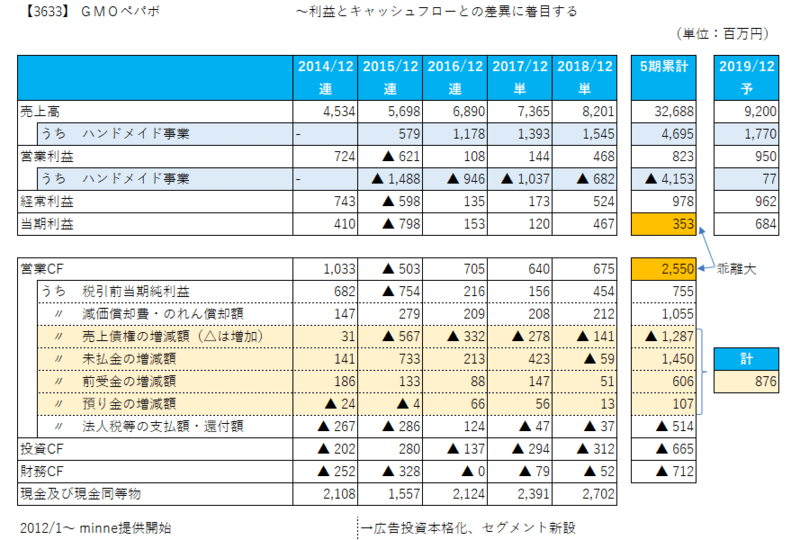 【3633】 ＧＭＯペパボ ～利益とキャッシュフローとの差異に着目する
（単位：百万円）
2014/12 2015/12 2016/12 2017/12 2018/12 5期累計 2019/12
連 連 連 単 単 予
売上高 4,534 5,698 6,890 7,365 8,201 32,688 9,200
うち ハンドメイド事業 - 579 1,178 1,393 1,545 4,695 1,770
営業利益 724 ▲ 621 108 144 468 823 950
うち ハンドメイド事業 - ▲ 1,488 ▲ 946 ▲ 1,037 ▲ 682 ▲ 4,153 77
経常利益 743 ▲ 598 135 173 524 978 962
当期利益 410 ▲ 798 153 120 467 353 684
営業CF 1,033 ▲ 503 705 640 675 2,550 乖離大
うち 税引前当期純利益 682 ▲ 754 216 156 454 755
〃 減価償却費・のれん償却額 147 279 209 208 212 1,055
〃 売上債権の増減額（△は増加） 31 ▲ 567 ▲ 332 ▲ 278 ▲ 141 ▲ 1,287
〃 未払金の増減額 141 733 213 423 ▲ 59 1,450 計
〃 前受金の増減額 186 133 88 147 51 606 876
〃 預り金の増減額 ▲ 24 ▲ 4 66 56 13 107
〃 法人税等の支払額・還付額 ▲ 267 ▲ 286 124 ▲ 47 ▲ 37 ▲ 514
投資CF ▲ 202 280 ▲ 137 ▲ 294 ▲ 312 ▲ 665
財務CF ▲ 252 ▲ 328 ▲ 0 ▲ 79 ▲ 52 ▲ 712
現金及び現金同等物 2,108 1,557 2,124 2,391 2,702
2012/1～ minne提供開始 →広告投資本格化、セグメント新設